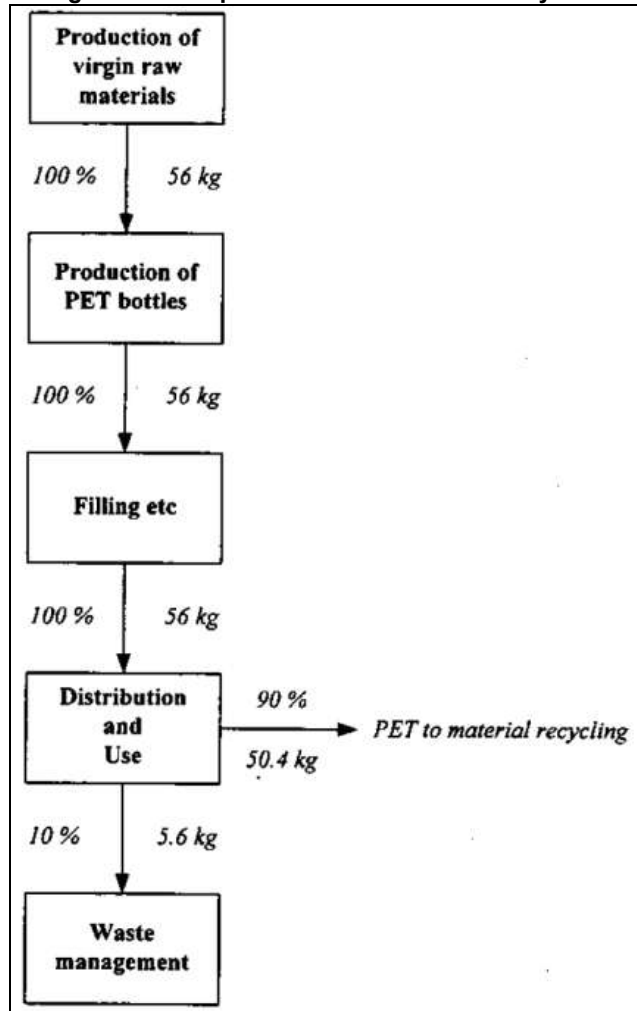 Production of
virgin raw
materials
100 % 56 kg
Production of
PET bottles
100 % 56 kg
Filling etc
100 % 56 kg
Distribution
and
Use
90 %
PET to material recycling
50.4 kg
10 % 5.6 kg
Waste
management